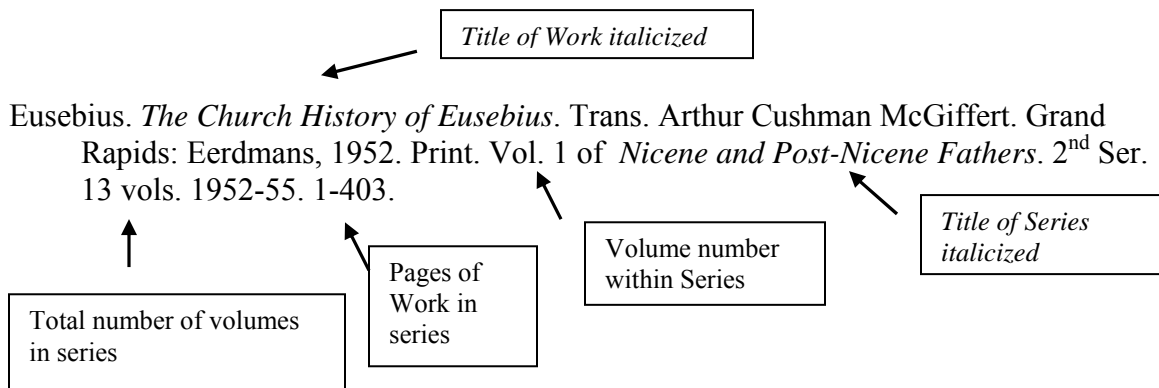 Title of Work italicized
Eusebius. The Church History of Eusebius. Trans. Arthur Cushman McGiffert. Grand
Rapids: Eerdmans, 1952. Print. Vol. 1 of Nicene and Post-Nicene Fathers. 2nd Ser.
13 vols. 1952-55. 1-403.
Total number of volumes
in series
Pages of
Work in
series
Volume number
within Series
Title of Series
italicized